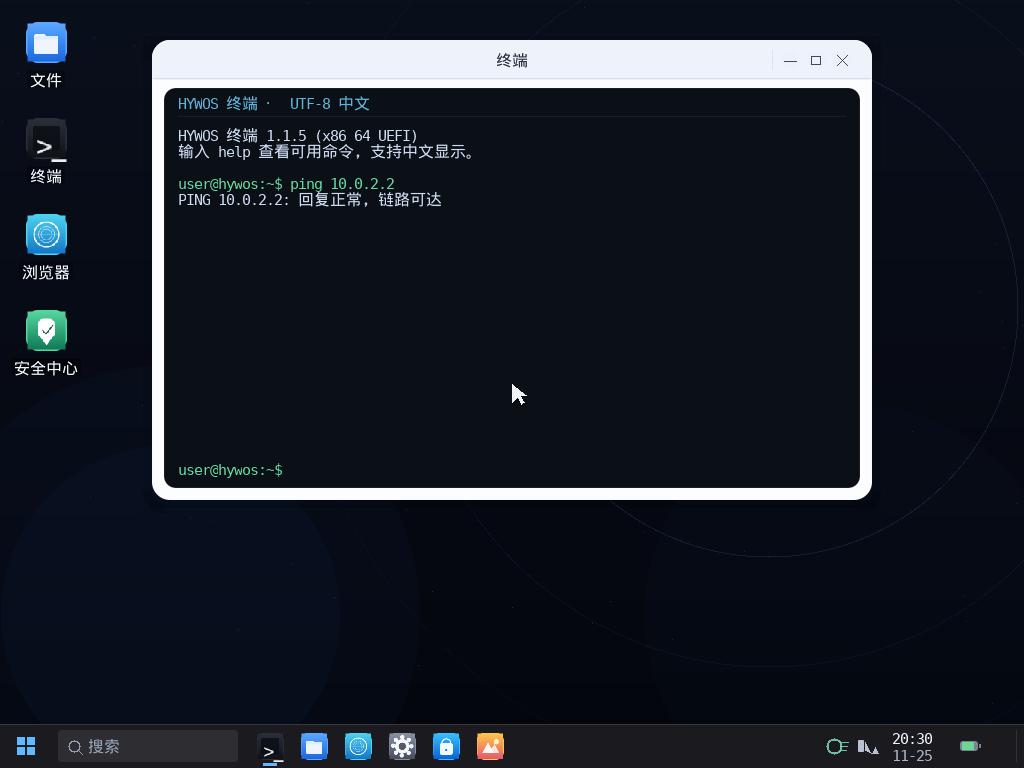 文件
终端
浏览器
安全中心
终端
HYWOS 终端 · UTF-8 中文
HYWOS 终端 1.1.5 (x86 64 UEFI)
输入 help 查看可用命令, 支持中文显示。
user@hywos:~$ ping 10.0.2.2
PING 10.0.2.2: 回复正常, 链路可达
user@hywos:~$
搜索
20:30
11-25